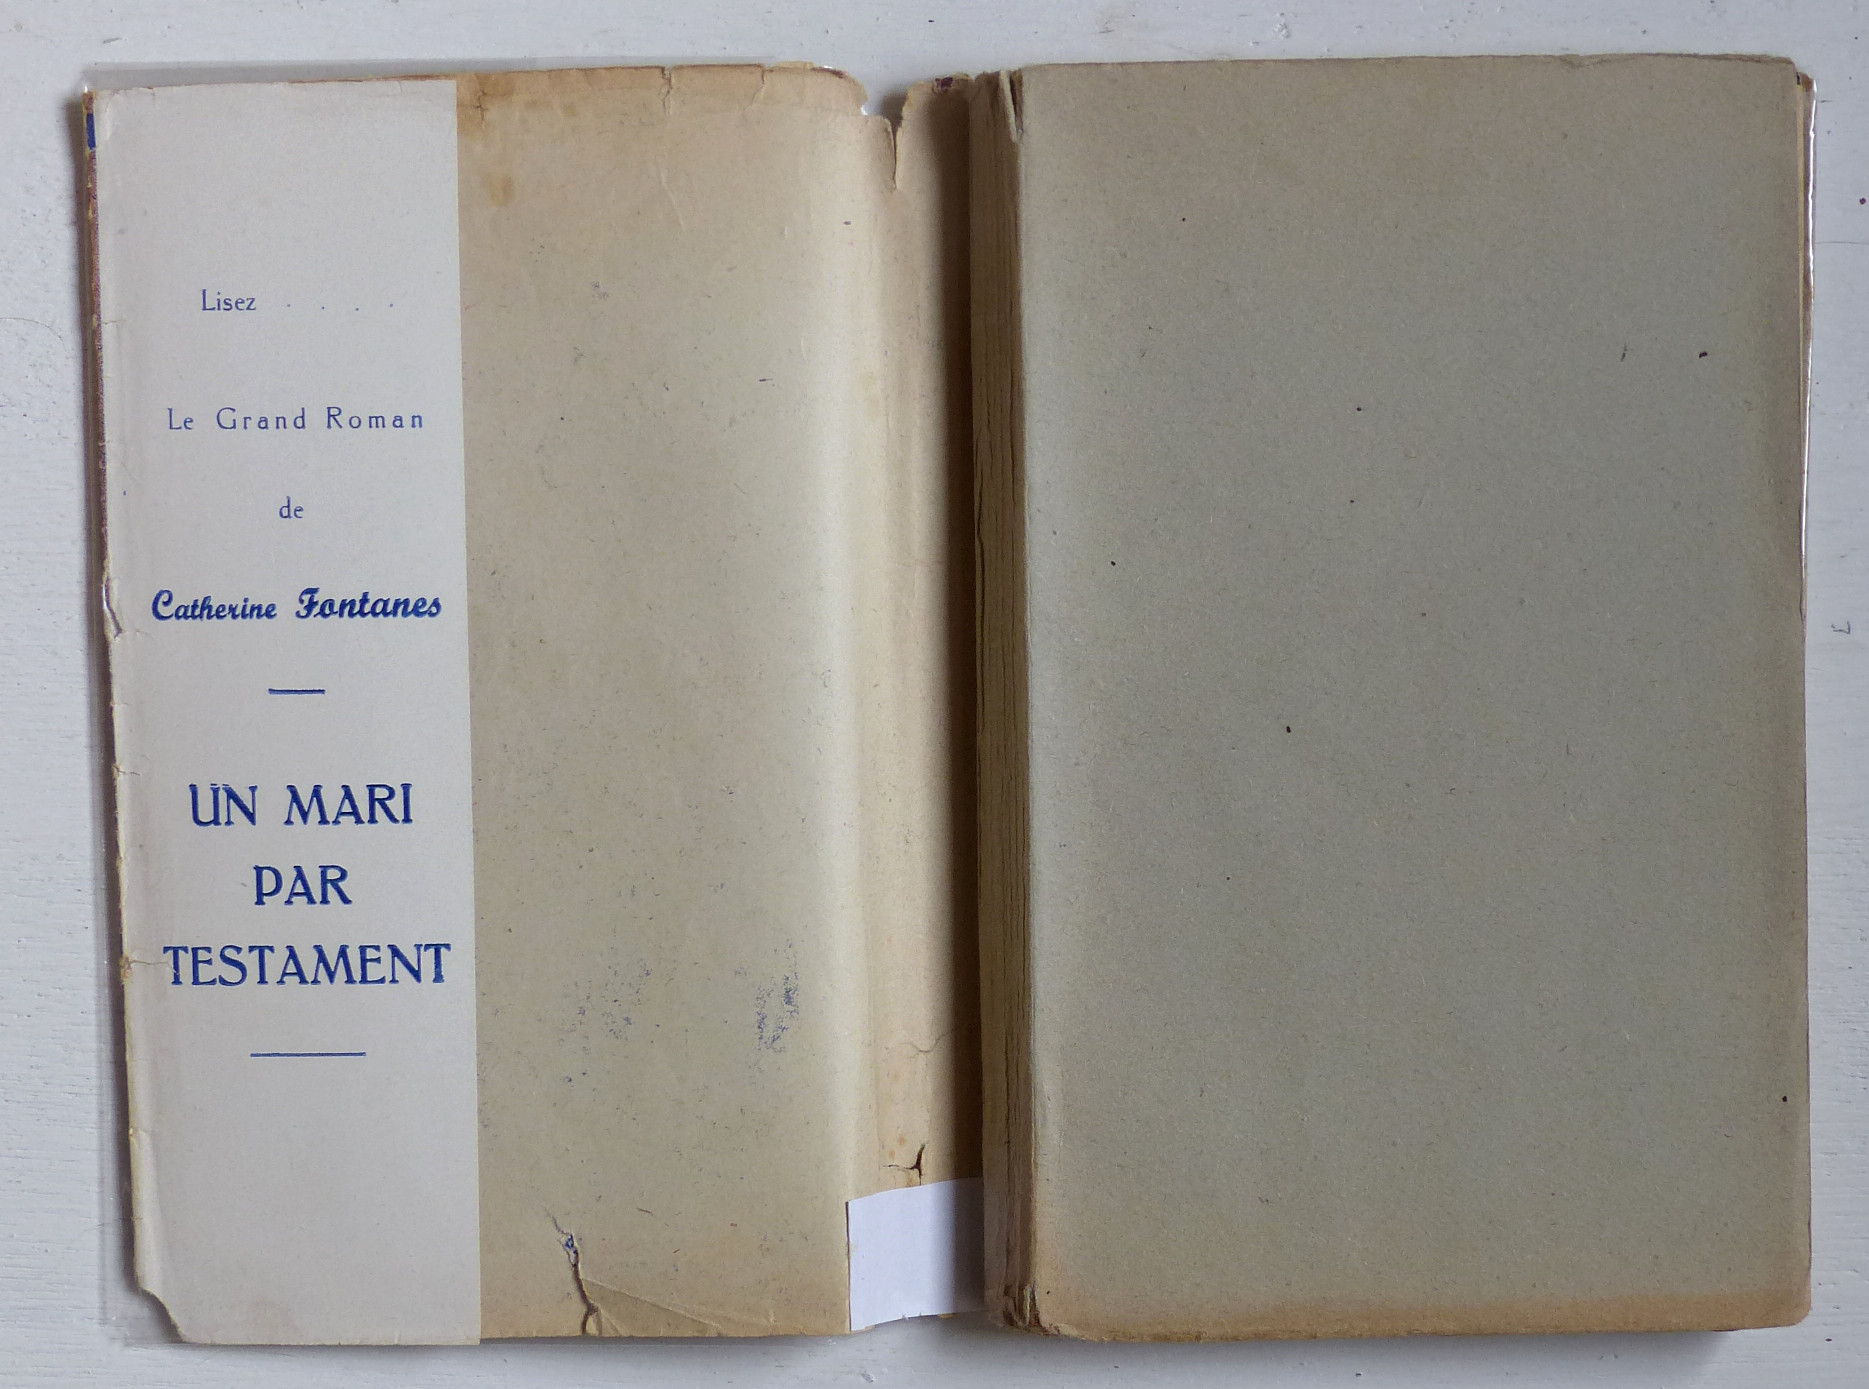 Lisez . . . .
Le Grand Roman
de
Catherine Fontanes
UN MARI
PAR
TESTAMENT